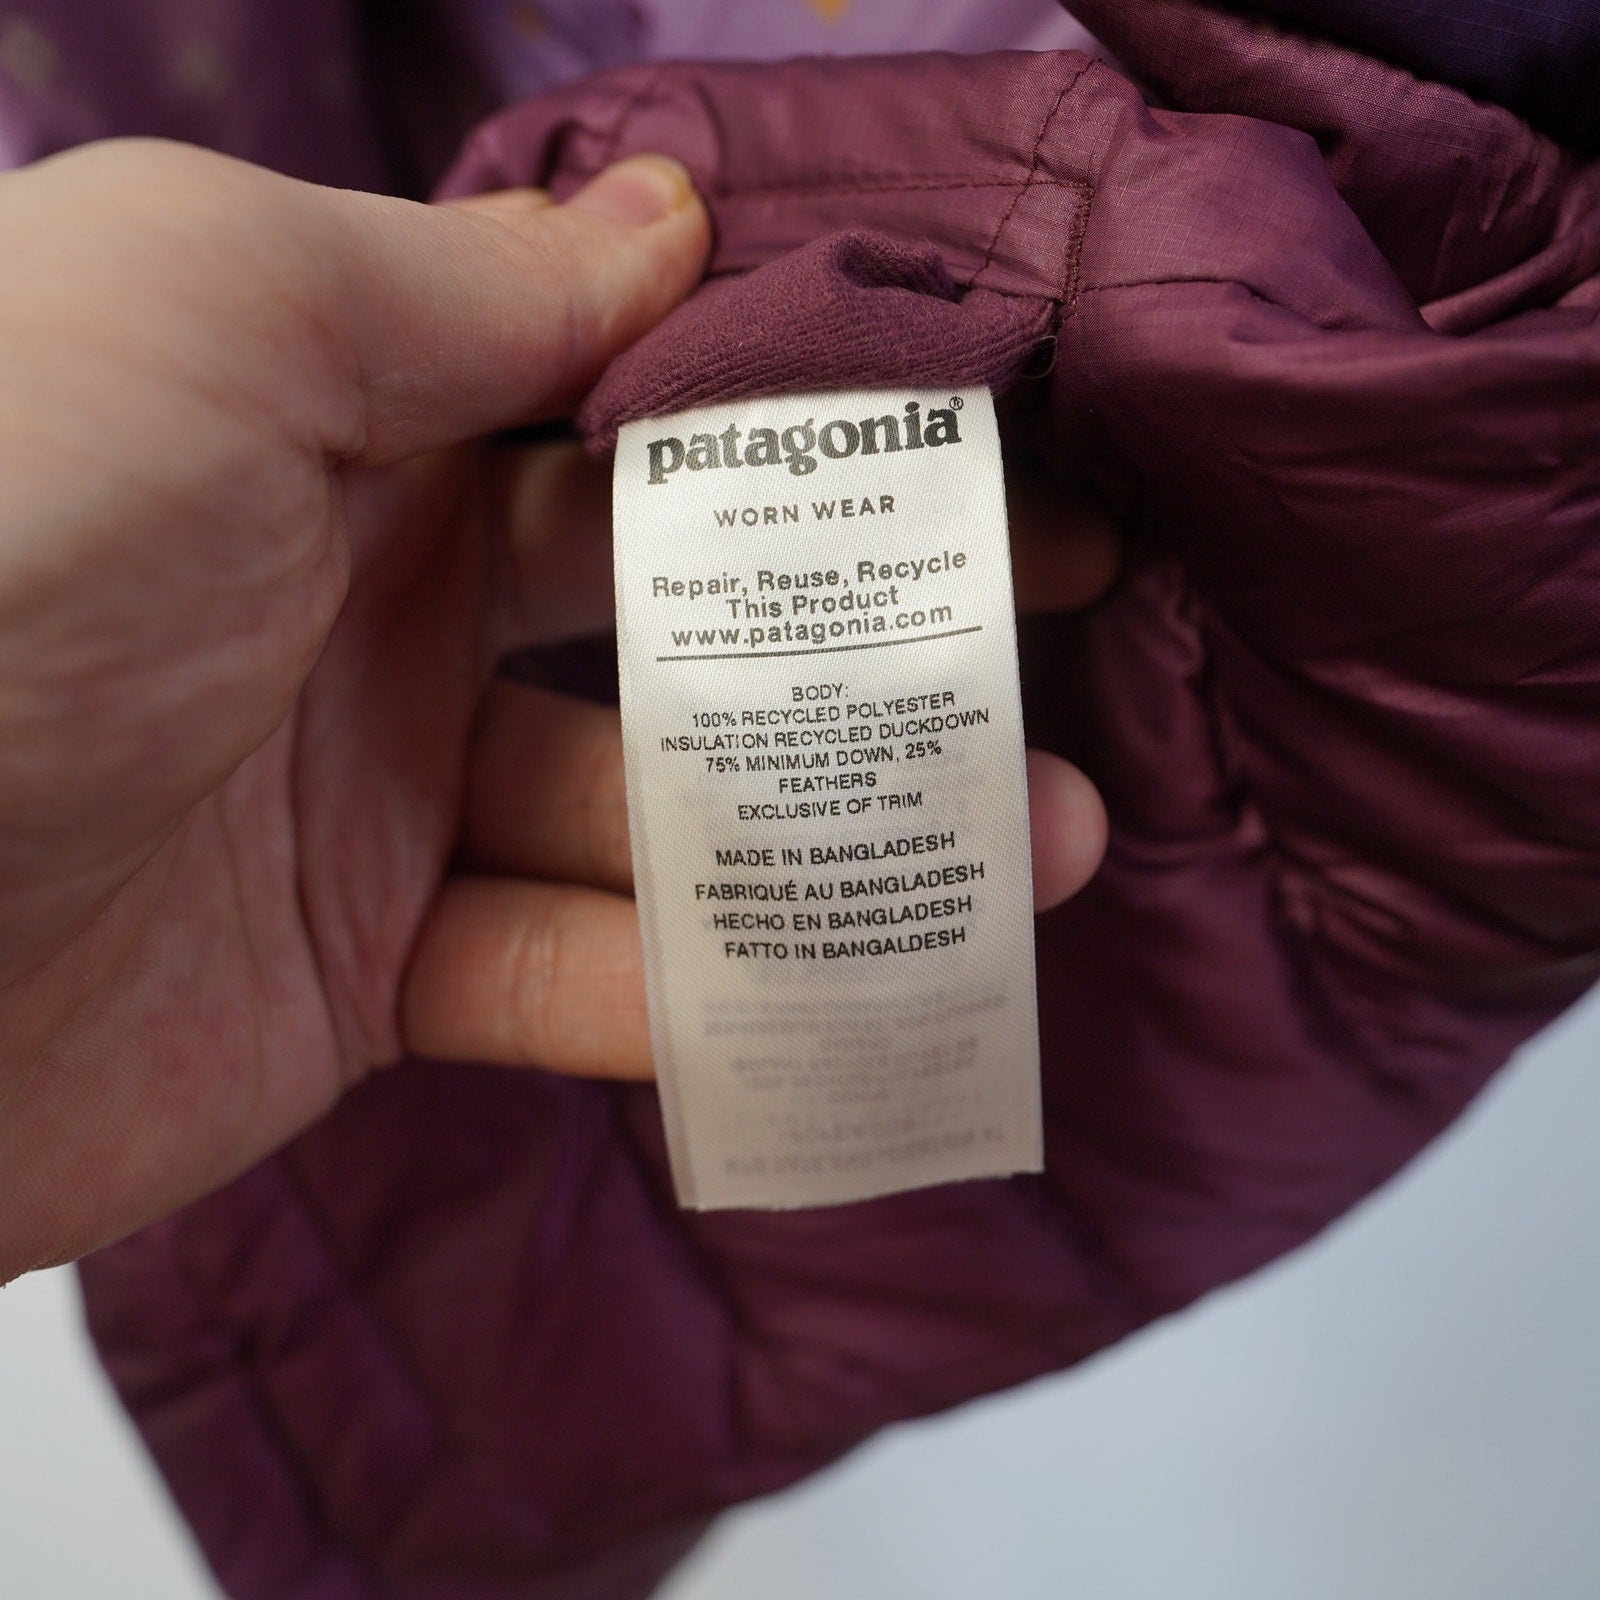 patagonia®
WORN WEAR
Repair, Reuse, Recycle
This Product
www.patagonia.com
BODY:
100% RECYCLED POLYESTER
INSULATION RECYCLED DUCKDOWN
75% MINIMUM DOWN, 25%
FEATHERS
EXCLUSIVE OF TRIM
MADE IN BANGLADESH
FABRIQUÉ AU BANGLADESH
HECHO EN BANGLADESH
FATTO IN BANGALDESH